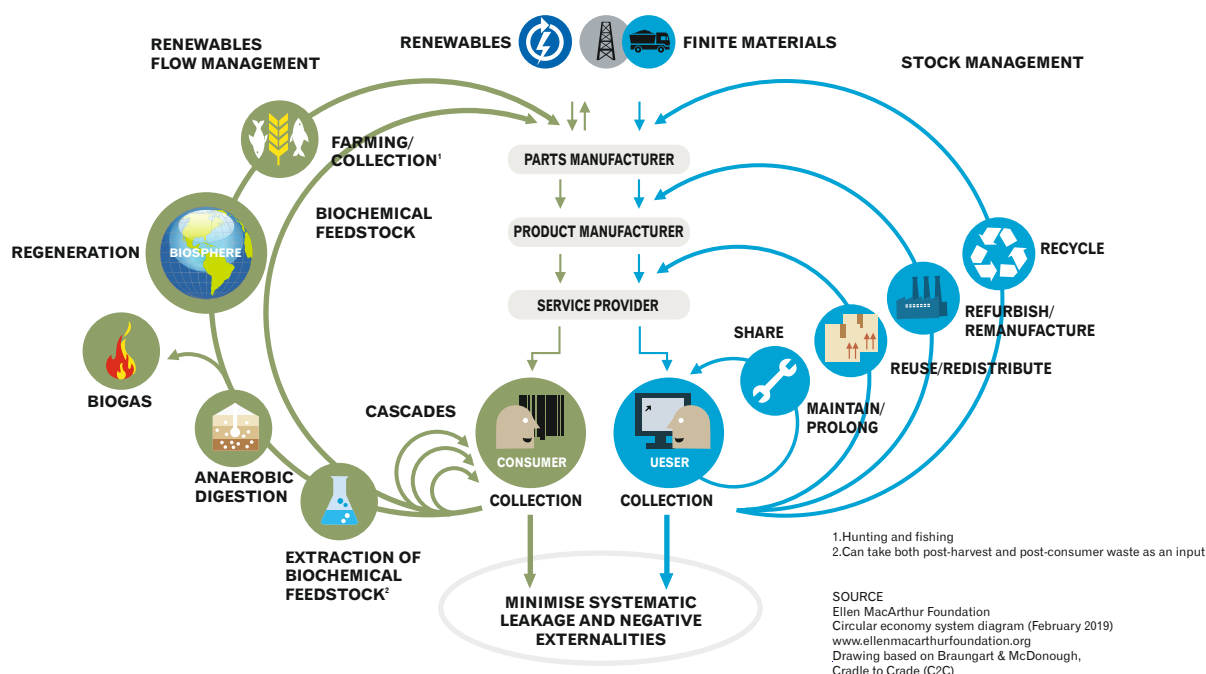 RENEWABLES
FLOW MANAGEMENT
RENEWABLES
FINITE MATERIALS
STOCK MANAGEMENT
FARMING/
COLLECTION¹
PARTS MANUFACTURER
BIOCHEMICAL
FEEDSTOCK
PRODUCT MANUFACTURER
REGENERATION
BIOSPHERE
RECYCLE
SERVICE PROVIDER
REFURBISH/
REMANUFACTURE
SHARE
REUSE/REDISTRIBUTE
BIOGAS
CASCADES
MAINTAIN/
PROLONG
CONSUMER
UESER
ANAEROBIC
DIGESTION
COLLECTION
COLLECTION
EXTRACTION OF
BIOCHEMICAL
FEEDSTOCK²
MINIMISE SYSTEMATIC
LEAKAGE AND NEGATIVE
EXTERNALITIES
1.Hunting and fishing
2.Can take both post-harvest and post-consumer waste as an input
SOURCE
Ellen MacArthur Foundation
Circular economy system diagram (February 2019)
www.ellenmacarthurfoundation.org
Drawing based on Braungart & McDonough,
Cradle to Crade (C2C)